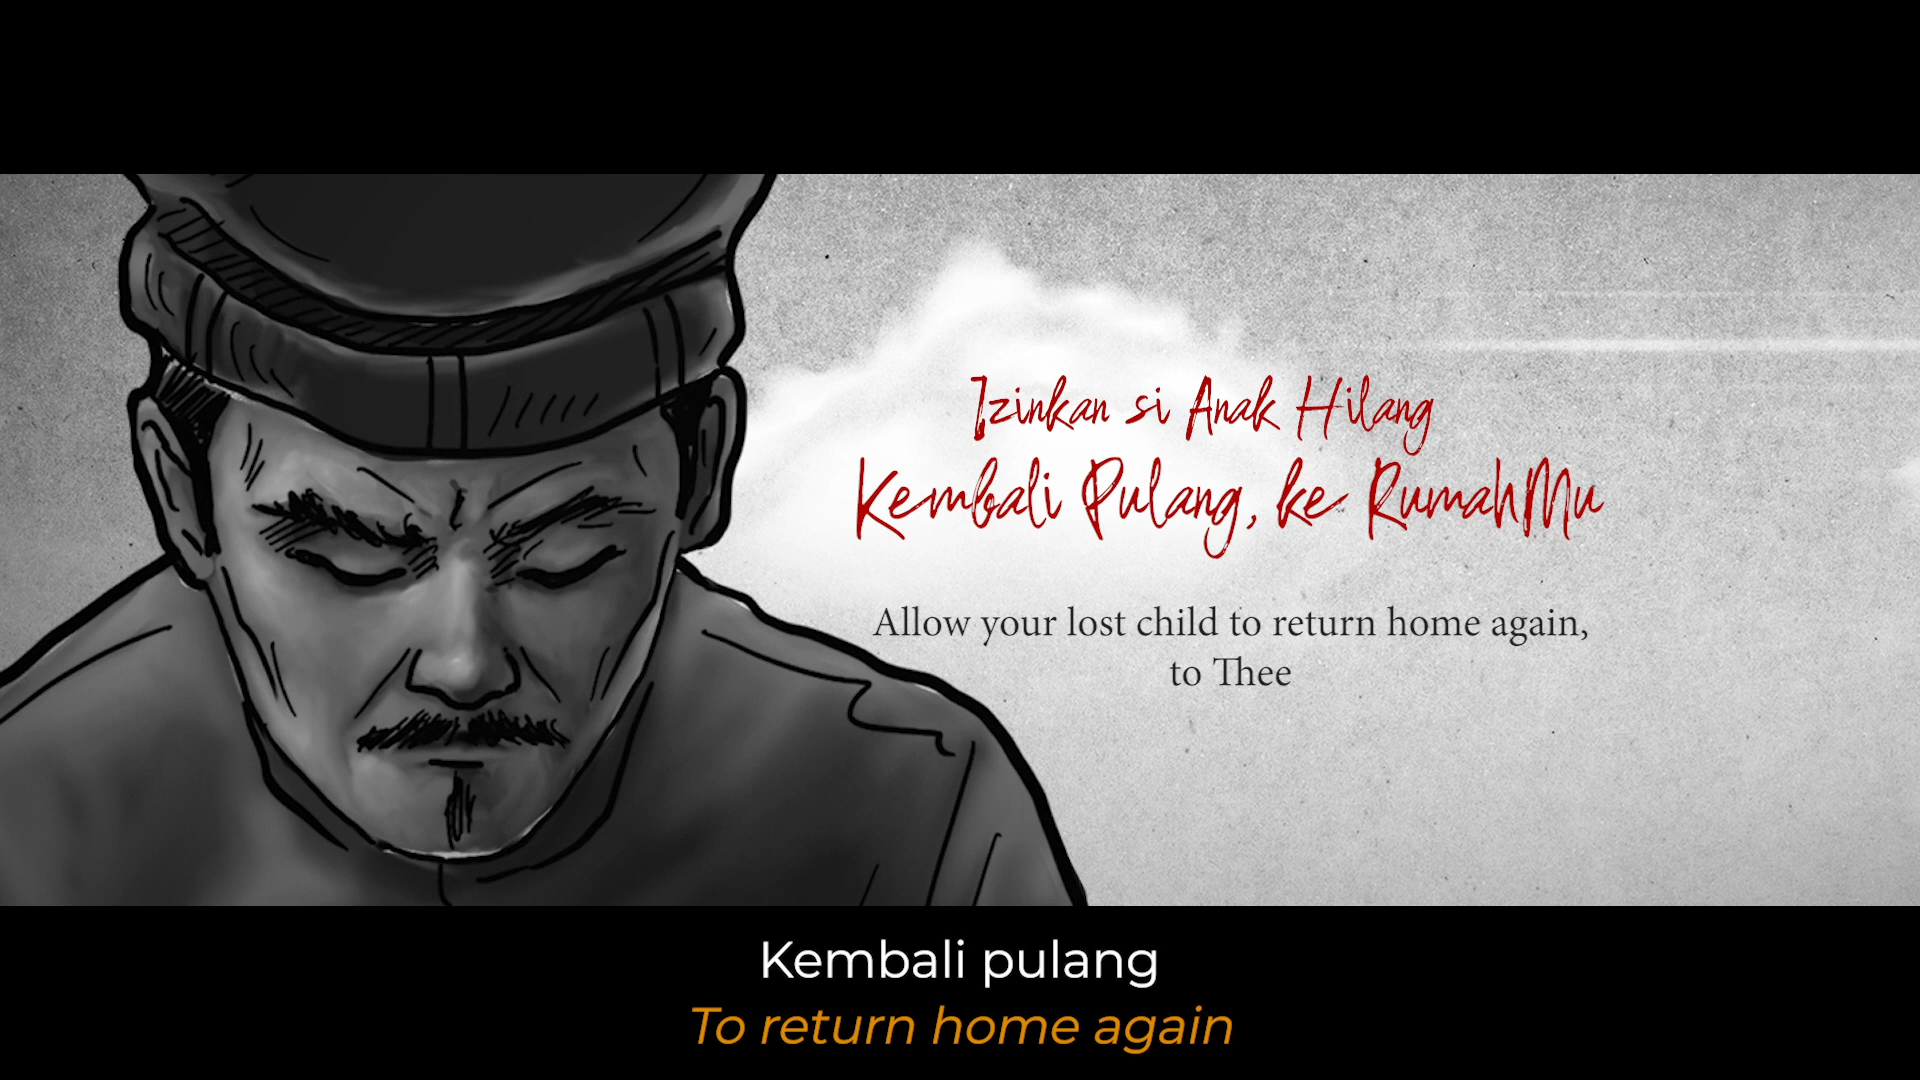 Izinkan si Anak Hilang
Kembali Pulang, ke RumahMu
Allow your lost child to return home again,
to Thee
Kembali pulang
To return home again